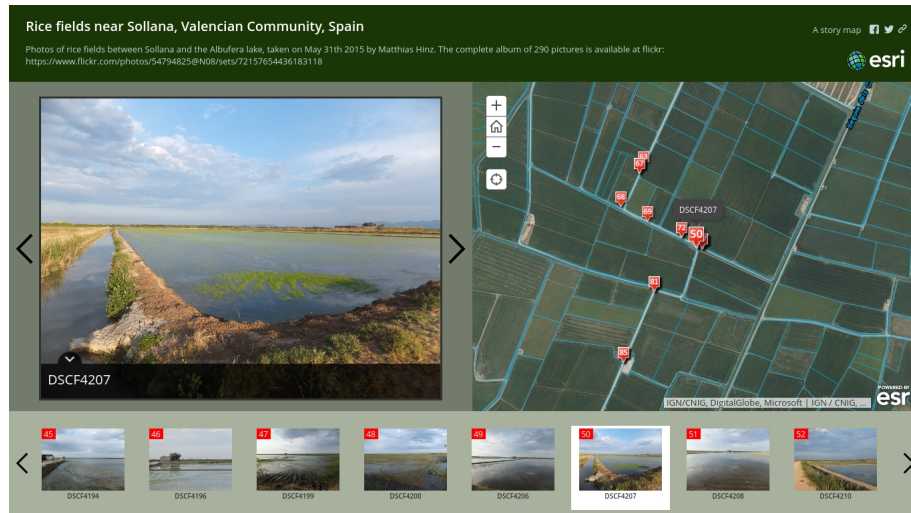 Rice fields near Sollana, Valencian Community, Spain
A story map
Photos of rice fields between Sollana and the Albufera lake, taken on May 31th 2015 by Matthias Hinz. The complete album of 290 pictures is available at flickr:
https://www.flickr.com/photos/54794825@N08/sets/72157654436183118
esri
63
67
68
69
DSCF4207
72
50
81
85
DSCF4207
IGN/CNIG, DigitalGlobe, Microsoft | IGN / CNIG, ...
POWERED BY
esri
45
46
47
48
49
50
51
52
DSCF4194
DSCF4196
DSCF4199
DSCF4200
DSCF4206
DSCF4207
DSCF4208
DSCF4210